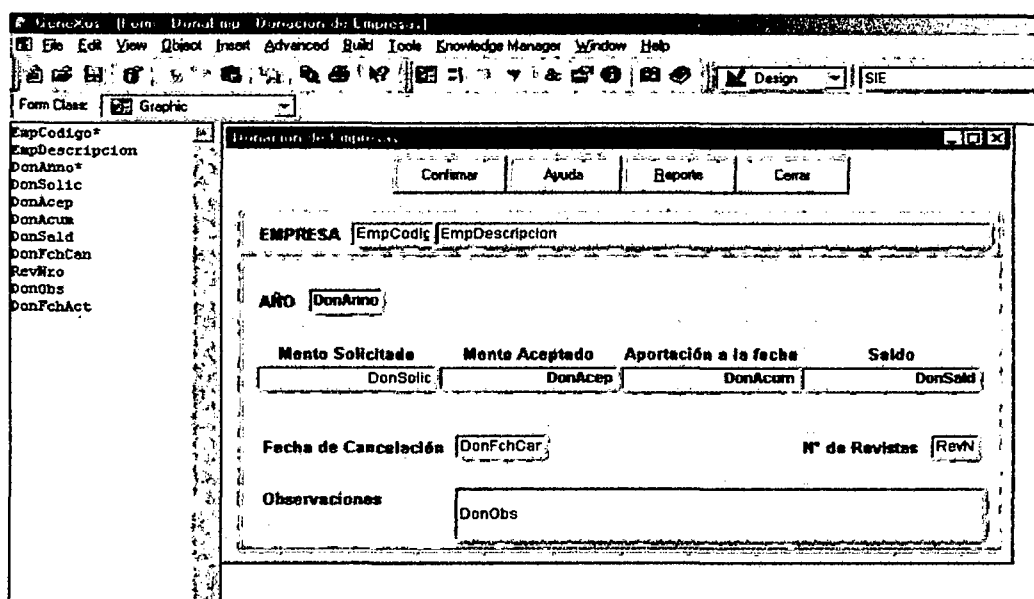 GeneXus - [Form: DonaEmp : Donacion de Empresas]
File Edit View Object Insert Advanced Build Tools Knowledge Manager Window Help
Design SIE
Form Class: Graphic
EmpCodigo*
EmpDescripcion
DonAnno*
DonSolic
DonAcep
DonAcum
DonSald
DonFchCan
RevNro
DonObs
DonFchAct
Donacion de Empresas
Confirmar Ayuda Reporte Cerrar
EMPRESA EmpCodig EmpDescripcion
AÑO DonAnno
Monto Solicitado Monto Aceptado Aportación a la fecha Saldo
DonSolic DonAcep DonAcum DonSald
Fecha de Cancelación DonFchCan N° de Revistas RevN
Observaciones
DonObs